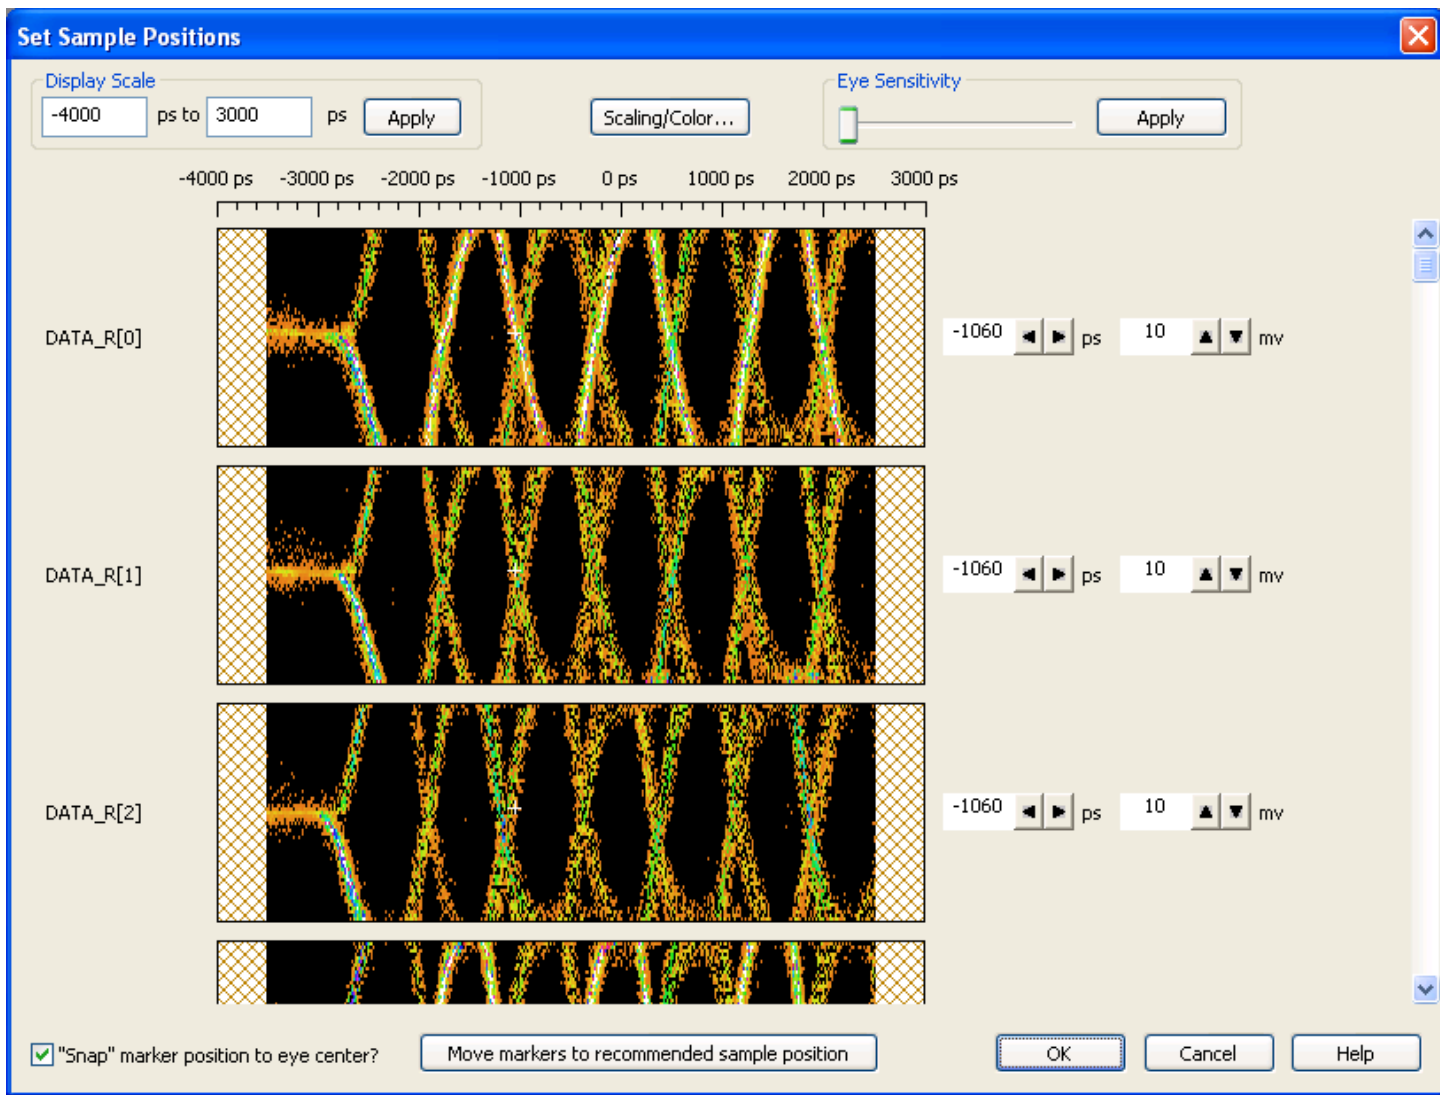 Set Sample Positions
Display Scale
Eye Sensitivity
-4000 ps to 3000 ps Apply
Scaling/Color...
Apply
-4000 ps -3000 ps -2000 ps -1000 ps 0 ps 1000 ps 2000 ps 3000 ps
DATA_R[0] -1060 ps 10 mv
DATA_R[1] -1060 ps 10 mv
DATA_R[2] -1060 ps 10 mv
"Snap" marker position to eye center?
Move markers to recommended sample position
OK
Cancel
Help